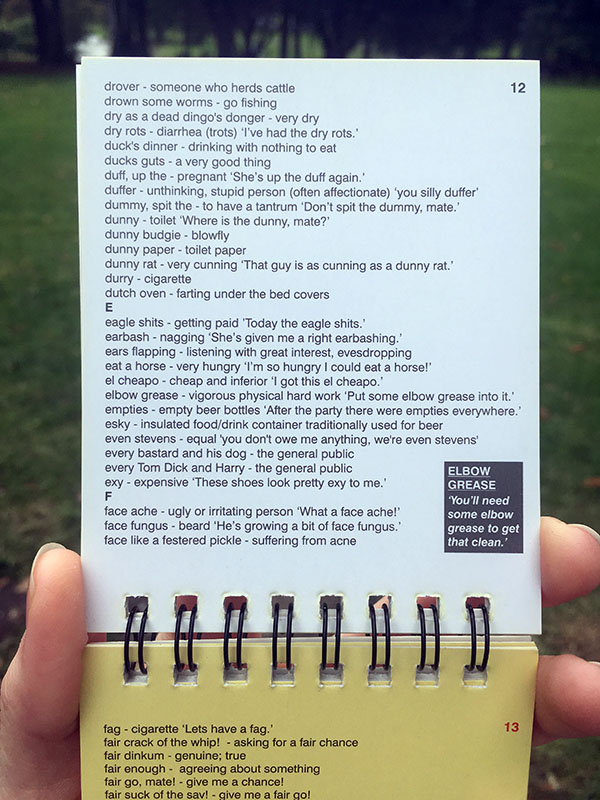 12
drover - someone who herds cattle
drown some worms - go fishing
dry as a dead dingo's donger - very dry
dry rots - diarrhea (trots) ‘I've had the dry rots.’
duck's dinner - drinking with nothing to eat
ducks guts - a very good thing
duff, up the - pregnant ‘She's up the duff again.’
duffer - unthinking, stupid person (often affectionate) ‘you silly duffer’
dummy, spit the - to have a tantrum ‘Don't spit the dummy, mate.’
dunny - toilet ‘Where is the dunny, mate?’
dunny budgie - blowfly
dunny paper - toilet paper
dunny rat - very cunning ‘That guy is as cunning as a dunny rat.’
durry - cigarette
dutch oven - farting under the bed covers
E
eagle shits - getting paid ‘Today the eagle shits.’
earbash - nagging ‘She's given me a right earbashing.’
ears flapping - listening with great interest, evesdropping
eat a horse - very hungry ‘I'm so hungry I could eat a horse!’
el cheapo - cheap and inferior ‘I got this el cheapo.’
elbow grease - vigorous physical hard work ‘Put some elbow grease into it.’
empties - empty beer bottles ‘After the party there were empties everywhere.’
esky - insulated food/drink container traditionally used for beer
even stevens - equal 'you don't owe me anything, we're even stevens'
every bastard and his dog - the general public
every Tom Dick and Harry - the general public
exy - expensive ‘These shoes look pretty exy to me.’
F
face ache - ugly or irritating person ‘What a face ache!’
face fungus - beard ‘He's growing a bit of face fungus.’
face like a festered pickle - suffering from acne
ELBOW
GREASE
‘You'll need
some elbow
grease to get
that clean.’
13
fag - cigarette ‘Lets have a fag.’
fair crack of the whip! - asking for a fair chance
fair dinkum - genuine; true
fair enough - agreeing about something
fair go, mate! - give me a chance!
fair suck of the sav! - give me a fair go!